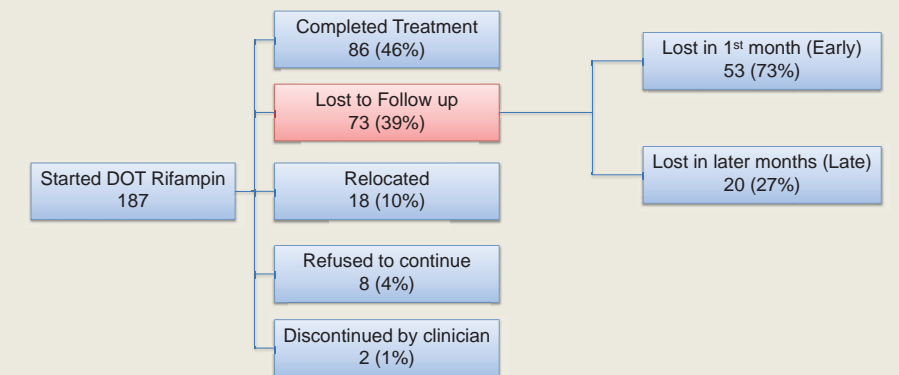 Started DOT Rifampin
187
Completed Treatment
86 (46%)
Lost to Follow up
73 (39%)
Relocated
18 (10%)
Refused to continue
8 (4%)
Discontinued by clinician
2 (1%)
Lost in 1st month (Early)
53 (73%)
Lost in later months (Late)
20 (27%)